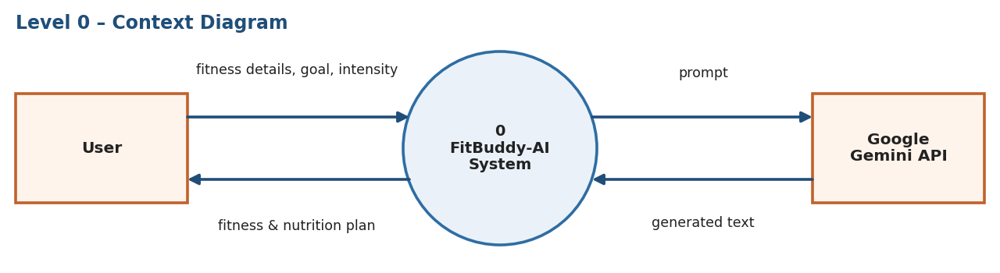 Level 0 – Context Diagram
fitness details, goal, intensity
prompt
User
0
FitBuddy-AI
System
Google
Gemini API
fitness & nutrition plan
generated text